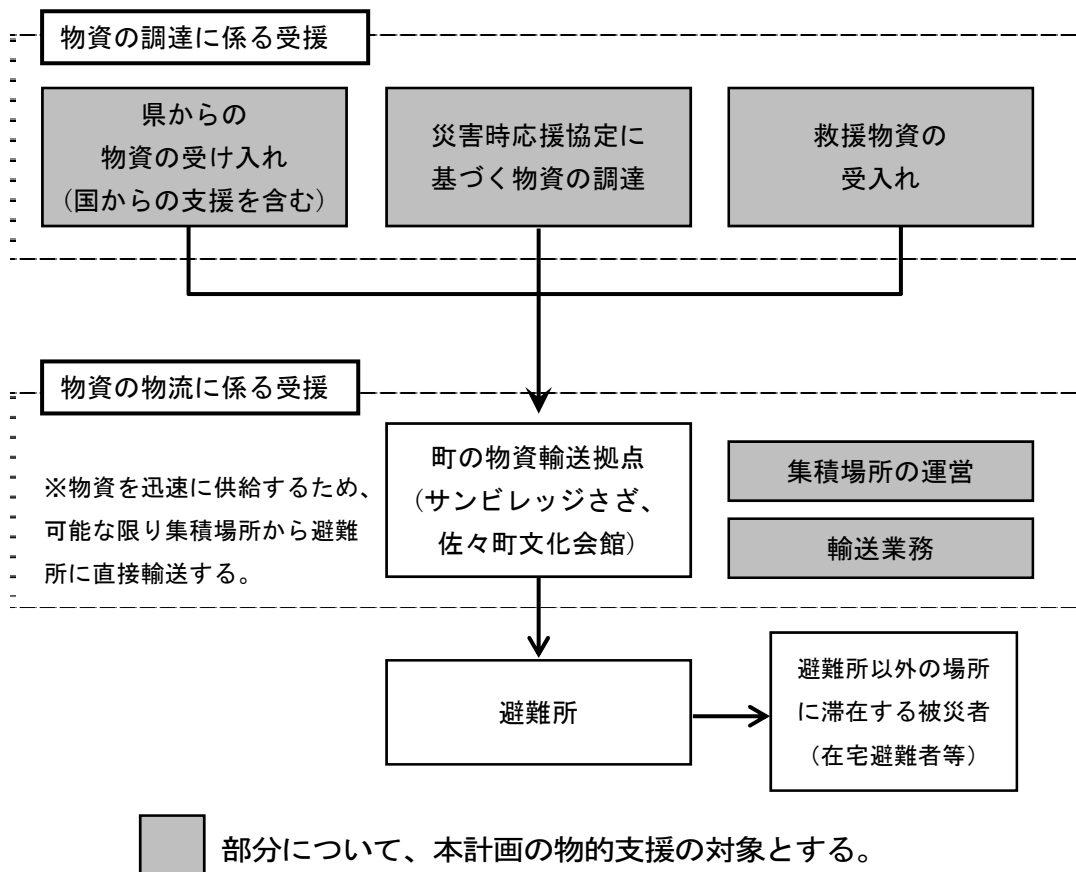 物資の調達に係る受援
県からの
物資の受け入れ
（国からの支援を含む）
災害時応援協定に
基づく物資の調達
救援物資の
受入れ
物資の物流に係る受援
※物資を迅速に供給するため、
可能な限り集積場所から避難
所に直接輸送する。
町の物資輸送拠点
（サンビレッジさざ、
佐々町文化会館）
集積場所の運営
輸送業務
避難所
避難所以外の場所
に滞在する被災者
（在宅避難者等）
部分について、本計画の物的支援の対象とする。